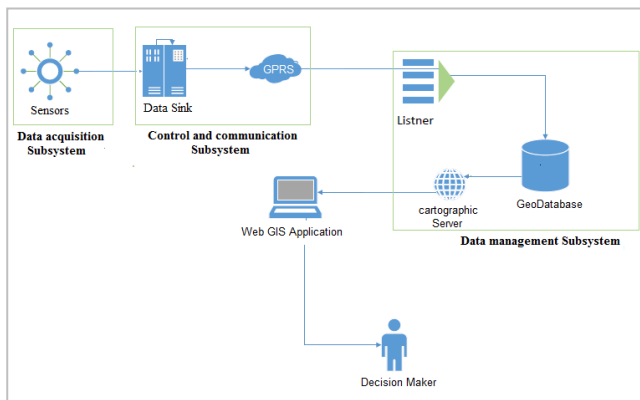 Sensors
Data acquisition
Subsystem
Data Sink
GPRS
Control and communication
Subsystem
Listner
GeoDatabase
cartographic
Server
Data management Subsystem
Web GIS Application
Decision Maker